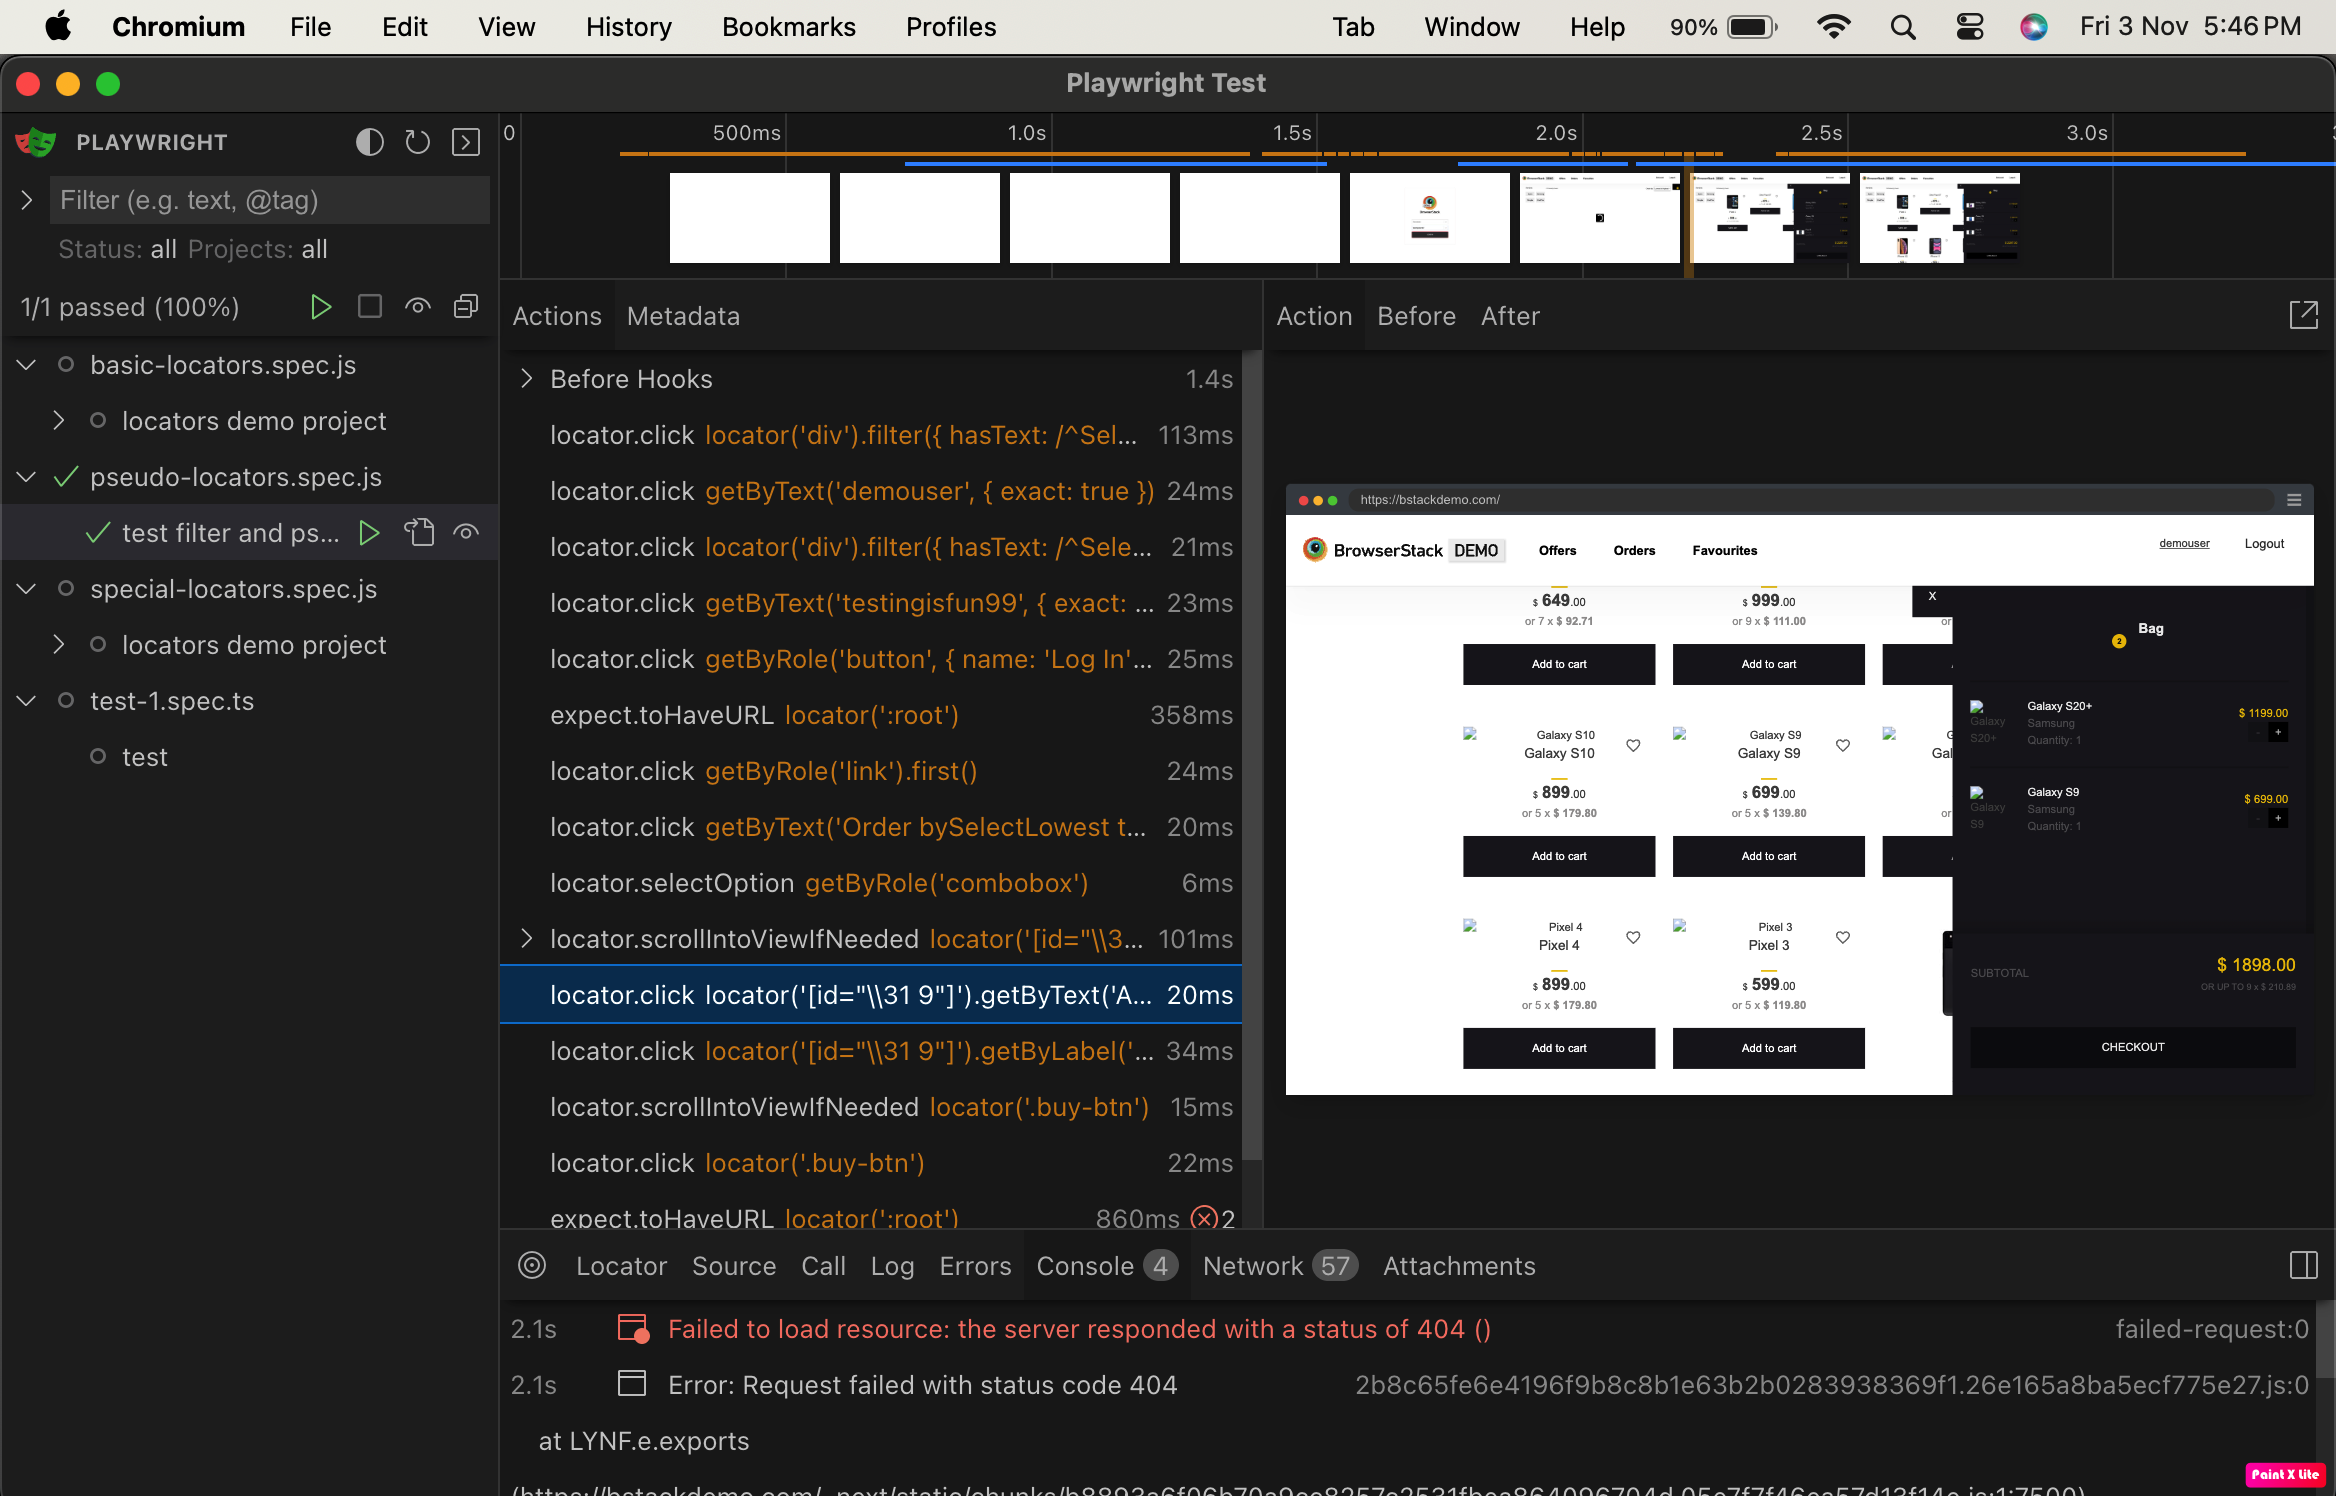 Chromium File Edit View History Bookmarks Profiles Tab Window Help 90% Fri 3 Nov 5:46 PM
Playwright Test
PLAYWRIGHT
Filter (e.g. text, @tag)
Status: all Projects: all
1/1 passed (100%)
basic-locators.spec.js
locators demo project
pseudo-locators.spec.js
test filter and ps...
special-locators.spec.js
locators demo project
test-1.spec.ts
test
0 500ms 1.0s 1.5s 2.0s 2.5s 3.0s
Actions Metadata
Before Hooks 1.4s
locator.click locator('div').filter({ hasText: /^Sel... 113ms
locator.click getByText('demouser', { exact: true }) 24ms
locator.click locator('div').filter({ hasText: /^Sele... 21ms
locator.click getByText('testingisfun99', { exact: ... 23ms
locator.click getByRole('button', { name: 'Log In'... 25ms
expect.toHaveURL locator(':root') 358ms
locator.click getByRole('link').first() 24ms
locator.click getByText('Order bySelectLowest t... 20ms
locator.selectOption getByRole('combobox') 6ms
locator.scrollIntoViewIfNeeded locator('[id="\\3... 101ms
locator.click locator('[id="\\31 9"]').getByText('A... 20ms
locator.click locator('[id="\\31 9"]').getByLabel('... 34ms
locator.scrollIntoViewIfNeeded locator('.buy-btn') 15ms
locator.click locator('.buy-btn') 22ms
expect.toHaveURL locator(':root') 860ms 2
Action Before After
https://bstackdemo.com/
BrowserStack DEMO Offers Orders Favourites demouser Logout
$ 649.00 $ 999.00 X
or 7 x $ 92.71 or 9 x $ 111.00 or
Add to cart Add to cart
Galaxy S10 Galaxy S9
Galaxy S10 Galaxy S9 Gal
$ 899.00 $ 699.00
or 5 x $ 179.80 or 5 x $ 139.80 or
Add to cart Add to cart
Pixel 4 Pixel 3
Pixel 4 Pixel 3
$ 899.00 $ 599.00
or 5 x $ 179.80 or 5 x $ 119.80
Add to cart Add to cart
2 Bag
Galaxy S20+
Galaxy S20+ $ 1199.00
Samsung
Quantity: 1 - +
Galaxy S9
Galaxy S9 $ 699.00
Samsung
Quantity: 1 - +
SUBTOTAL $ 1898.00
OR UP TO 9 x $ 210.89
CHECKOUT
Locator Source Call Log Errors Console 4 Network 57 Attachments
2.1s Failed to load resource: the server responded with a status of 404 () failed-request:0
2.1s Error: Request failed with status code 404 2b8c65fe6e4196f9b8c8b1e63b2b0283938369f1.26e165a8ba5ecf775e27.js:0
at LYNF.e.exports
Paint X Lite